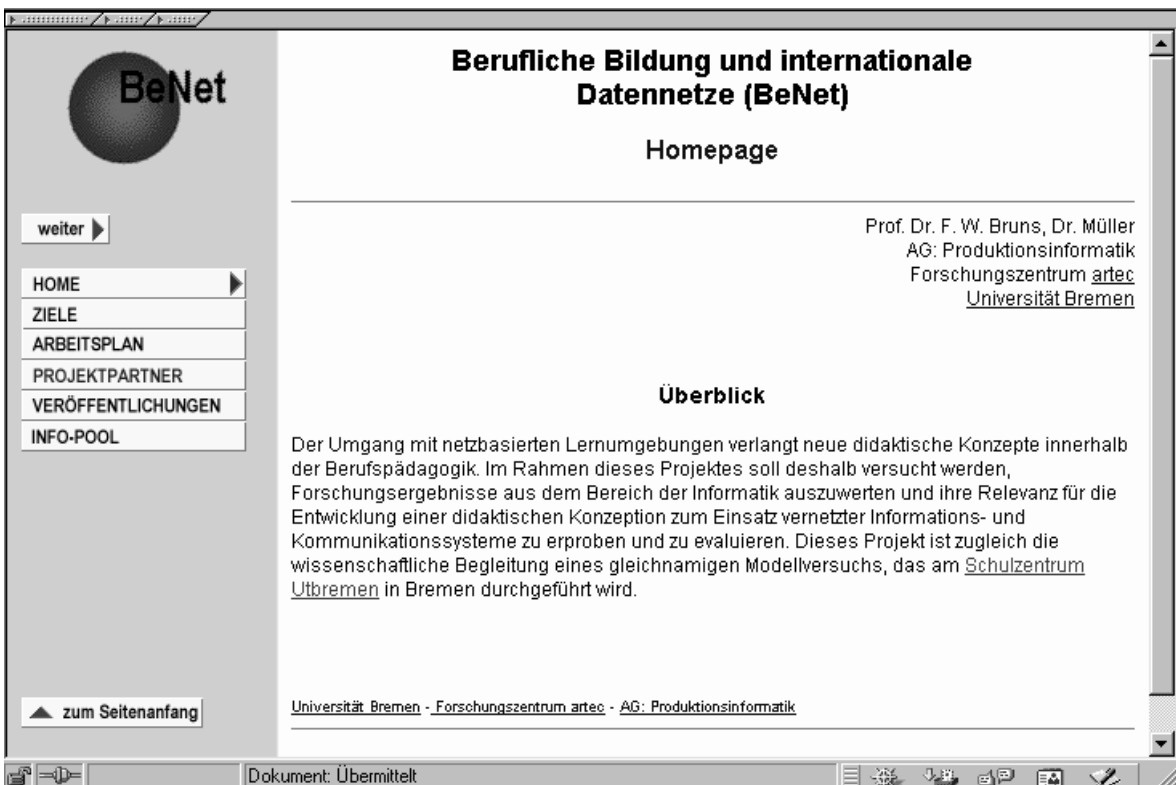 BeNet
weiter
HOME
ZIELE
ARBEITSPLAN
PROJEKTPARTNER
VERÖFFENTLICHUNGEN
INFO-POOL
zum Seitenanfang
Berufliche Bildung und internationale
Datennetze (BeNet)
Homepage
Prof. Dr. F. W. Bruns, Dr. Müller
AG: Produktionsinformatik
Forschungszentrum artec
Universität Bremen
Überblick
Der Umgang mit netzbasierten Lernumgebungen verlangt neue didaktische Konzepte innerhalb
der Berufspädagogik. Im Rahmen dieses Projektes soll deshalb versucht werden,
Forschungsergebnisse aus dem Bereich der Informatik auszuwerten und ihre Relevanz für die
Entwicklung einer didaktischen Konzeption zum Einsatz vernetzter Informations- und
Kommunikationssysteme zu erproben und zu evaluieren. Dieses Projekt ist zugleich die
wissenschaftliche Begleitung eines gleichnamigen Modellversuchs, das am Schulzentrum
Utbremen in Bremen durchgeführt wird.
Universität Bremen - Forschungszentrum artec - AG: Produktionsinformatik
Dokument: Übermittelt